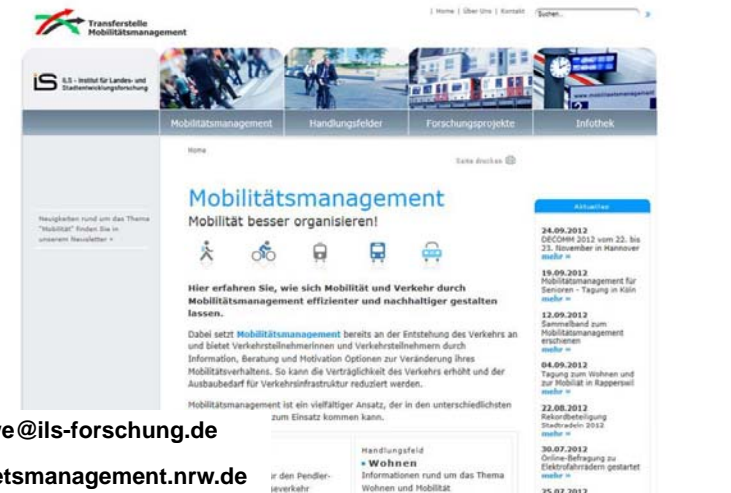 Transferstelle
Mobilitätsmanagement
| Home | Über Uns | Kontakt
Suchen...
ILS - Institut für Landes- und
Stadtentwicklungsforschung
Mobilitätsmanagement
Handlungsfelder
Forschungsprojekte
Infothek
Home
Seite drucken
Neuigkeiten rund um das Thema
"Mobilität" finden Sie in
unserem Newsletter »
Mobilitätsmanagement
Mobilität besser organisieren!
Hier erfahren Sie, wie sich Mobilität und Verkehr durch
Mobilitätsmanagement effizienter und nachhaltiger gestalten
lassen.
Dabei setzt Mobilitätsmanagement bereits an der Entstehung des Verkehrs an
und bietet Verkehrsteilnehmerinnen und Verkehrsteilnehmern durch
Information, Beratung und Motivation Optionen zur Veränderung ihres
Mobilitätsverhaltens. So kann die Verträglichkeit des Verkehrs erhöht und der
Ausbaubedarf für Verkehrsinfrastruktur reduziert werden.
Mobilitätsmanagement ist ein vielfältiger Ansatz, der in den unterschiedlichsten
zum Einsatz kommen kann.
Handlungsfeld
• Wohnen
Informationen rund um das Thema
Wohnen und Mobilität
den Pendler-
Aktuelles
24.09.2012
DECOMM 2012 vom 22. bis
23. November in Hannover
mehr »
19.09.2012
Mobilitätsmanagement für
Senioren - Tagung in Köln
mehr »
12.09.2012
Sammelband zum
Mobilitätsmanagement
erschienen
mehr »
04.09.2012
Tagung zum Wohnen und
zur Mobilität in Rapperswil
mehr »
22.08.2012
Rekordbeteiligung
Stadtradeln 2012
mehr »
30.07.2012
Online-Befragung zu
Elektrofahrrädern gestartet
mehr »
25.07.2012
e@ils-forschung.de
etsmanagement.nrw.de